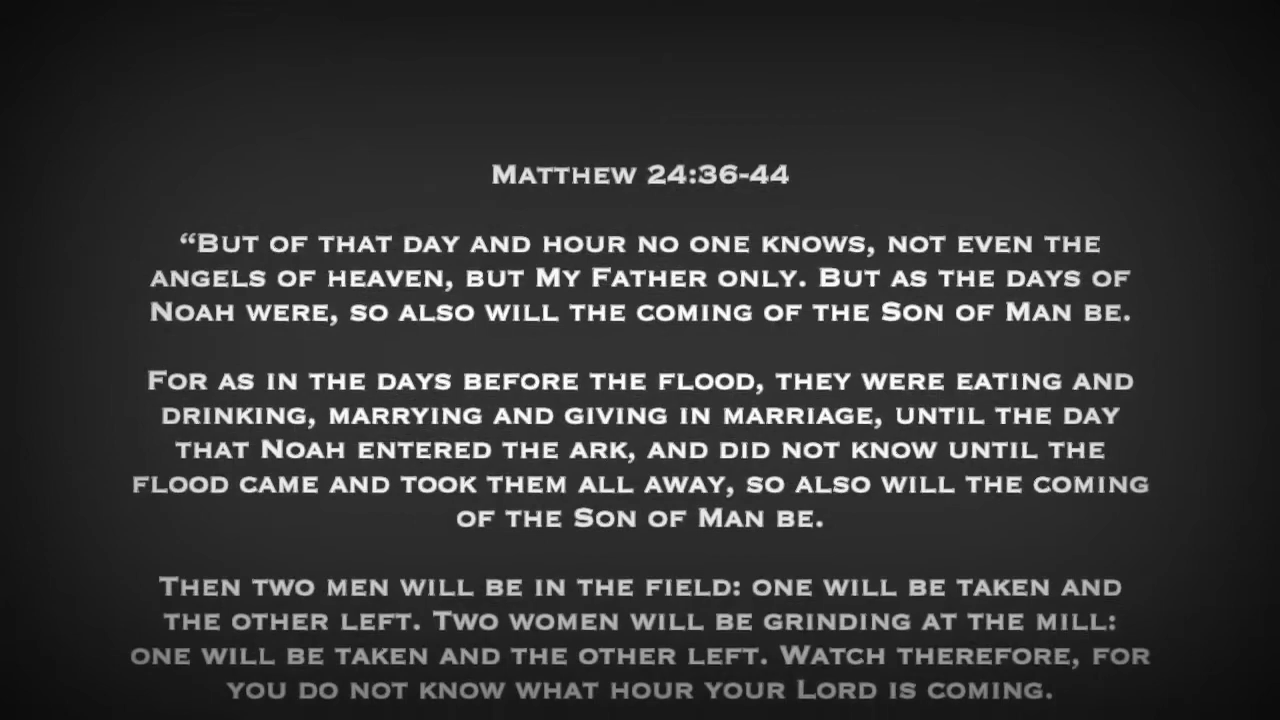 Matthew 24:36-44
“But of that day and hour no one knows, not even the
angels of heaven, but My Father only. But as the days of
Noah were, so also will the coming of the Son of Man be.
For as in the days before the flood, they were eating and
drinking, marrying and giving in marriage, until the day
that Noah entered the ark, and did not know until the
flood came and took them all away, so also will the coming
of the Son of Man be.
Then two men will be in the field: one will be taken and
the other left. Two women will be grinding at the mill:
one will be taken and the other left. Watch therefore, for
you do not know what hour your Lord is coming.